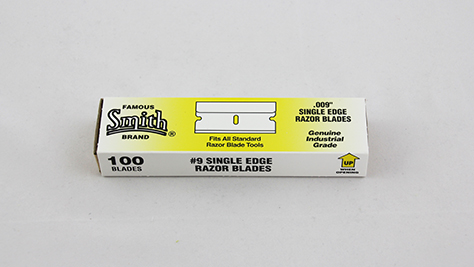 FAMOUS
Smith®
BRAND
Fits All Standard
Razor Blade Tools
.009"
SINGLE EDGE
RAZOR BLADES
Genuine
Industrial
Grade
100
BLADES
#9 SINGLE EDGE
RAZOR BLADES
UP
WHEN
OPENING